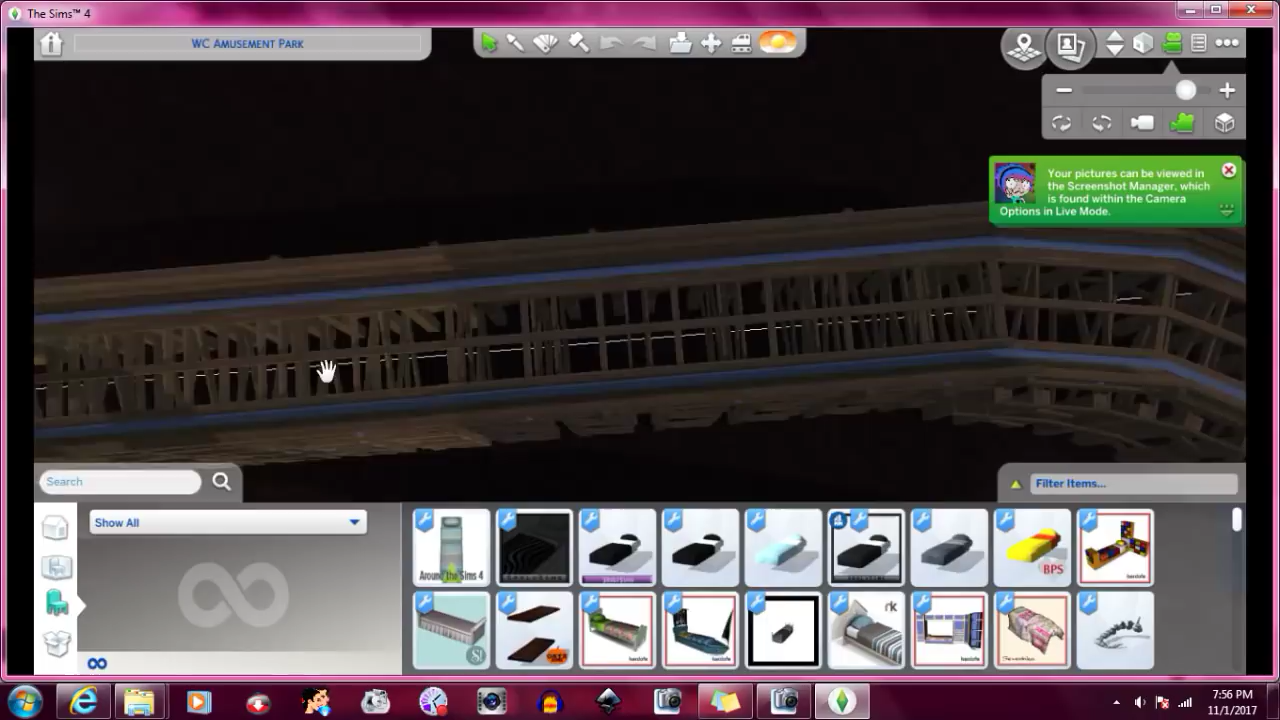 The Sims™ 4
WC Amusement Park
Your pictures can be viewed in
the Screenshot Manager, which
is found within the Camera
Options in Live Mode.
Search
Filter Items...
Show All
Around the Sims 4
BPS
rk
7:56 PM
11/1/2017